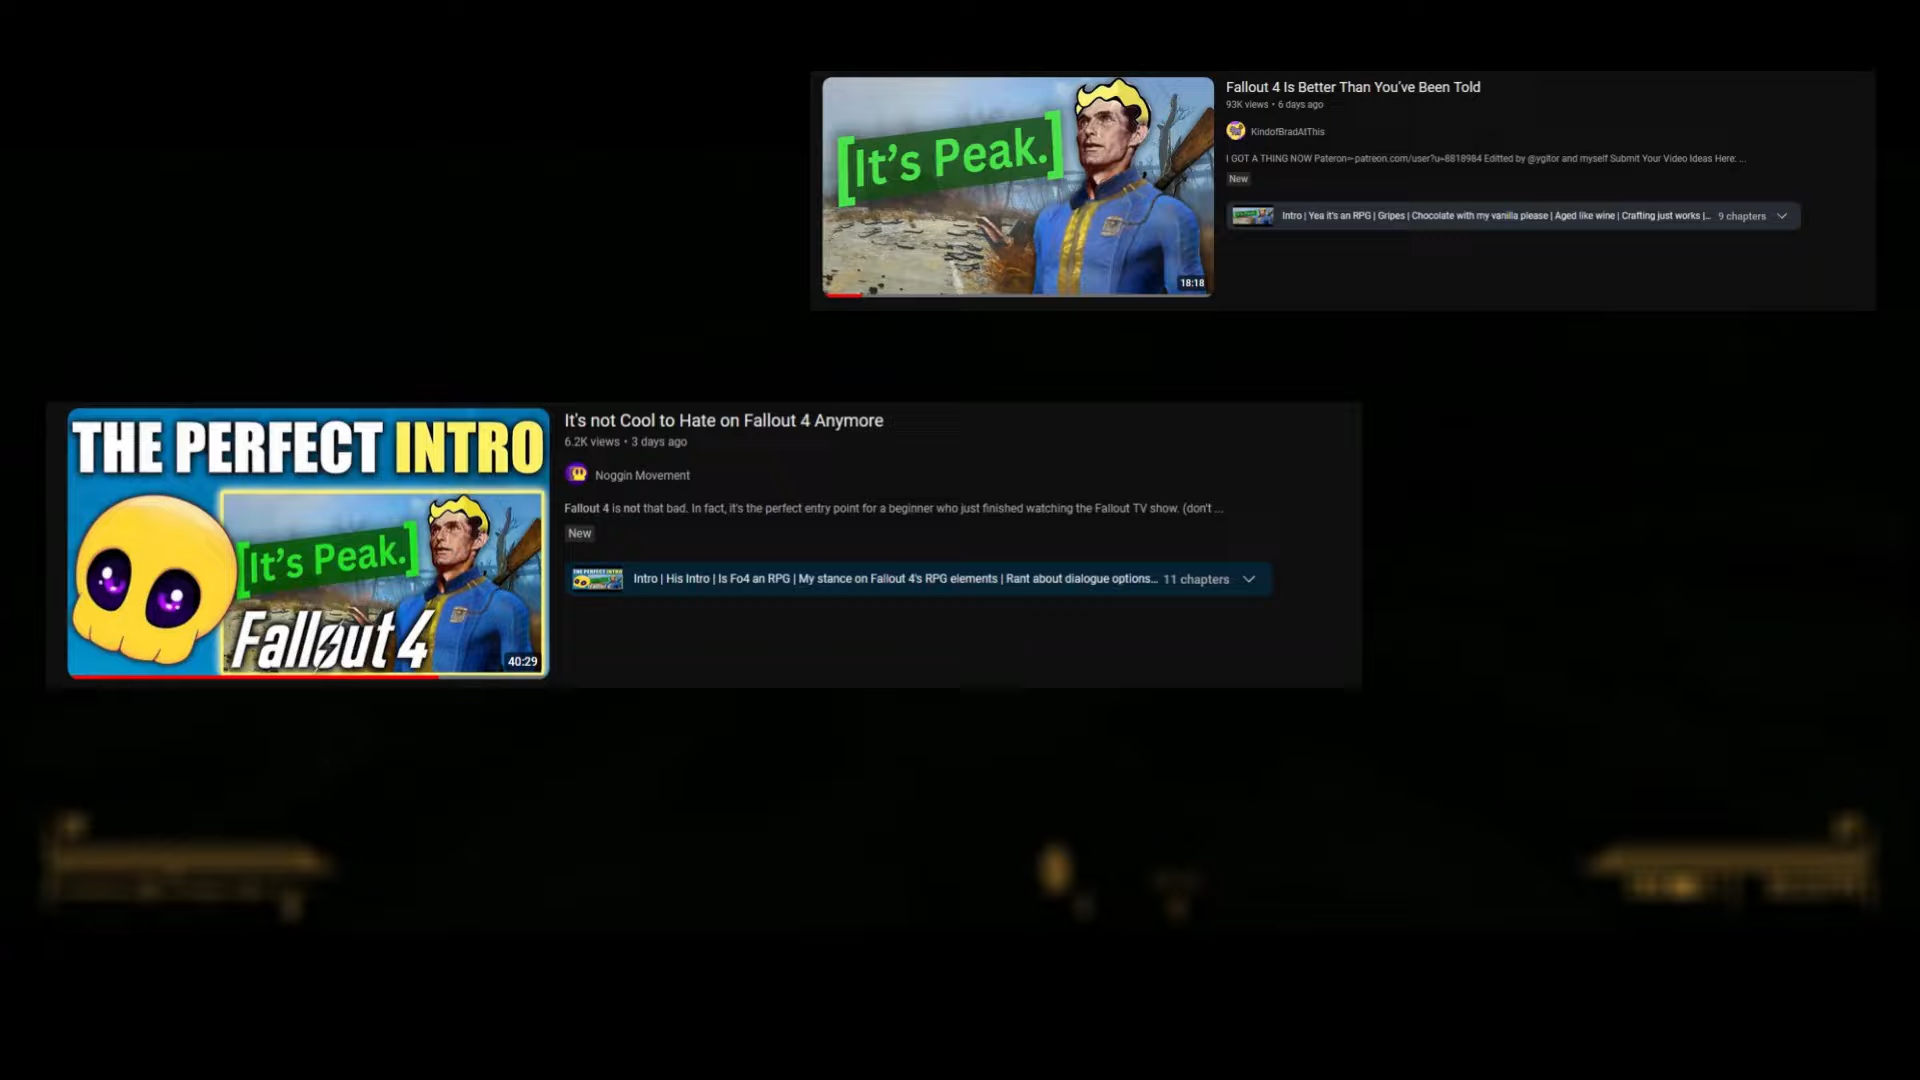 [It's Peak.]
18:18
Fallout 4 Is Better Than You've Been Told
93K views • 6 days ago
KindofBradAtThis
I GOT A THING NOW Pateron=-patreon.com/user?u=8818984 Editted by @ygitor and myself Submit Your Video Ideas Here: ...
New
Intro | Yea it's an RPG | Gripes | Chocolate with my vanilla please | Aged like wine | Crafting just works |... 9 chapters
THE PERFECT INTRO
[It's Peak.]
Fallout 4
40:29
It's not Cool to Hate on Fallout 4 Anymore
6.2K views • 3 days ago
Noggin Movement
Fallout 4 is not that bad. In fact, it's the perfect entry point for a beginner who just finished watching the Fallout TV show. (don't ...
New
Intro | His Intro | Is Fo4 an RPG | My stance on Fallout 4's RPG elements | Rant about dialogue options... 11 chapters